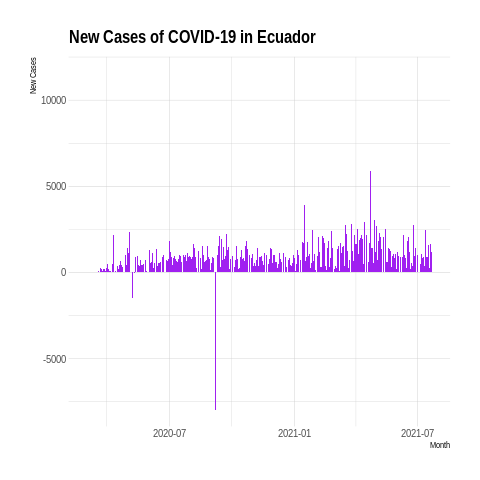 New Cases of COVID-19 in Ecuador
New Cases
10000
5000
0
-5000
2020-07
2021-01
2021-07
Month